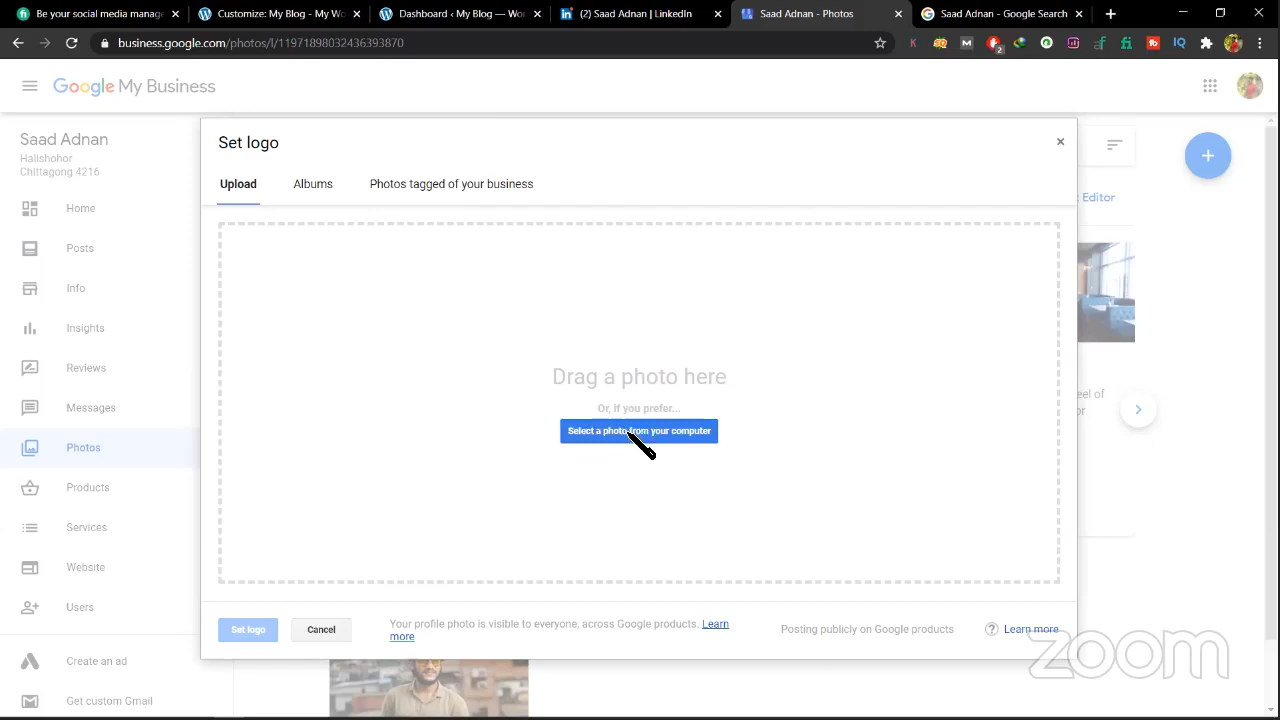 Be your social media manage
Customize: My Blog - My Wo
Dashboard ‹ My Blog — Wor
(2) Saad Adnan | LinkedIn
Saad Adnan - Photos
Saad Adnan - Google Search
business.google.com/photos/l/11971898032436393870
Google My Business
Saad Adnan
Halishohor
Chittagong 4216
Home
Posts
Info
Insights
Reviews
Messages
Photos
Products
Services
Website
Users
Create an ad
Get custom Gmail
Set logo
×
Upload
Albums
Photos tagged of your business
Drag a photo here
Or, if you prefer...
Select a photo from your computer
Set logo
Cancel
Your profile photo is visible to everyone, across Google products. Learn
more
Posting publicly on Google products
Learn more
Editor
eel of
or
zoom